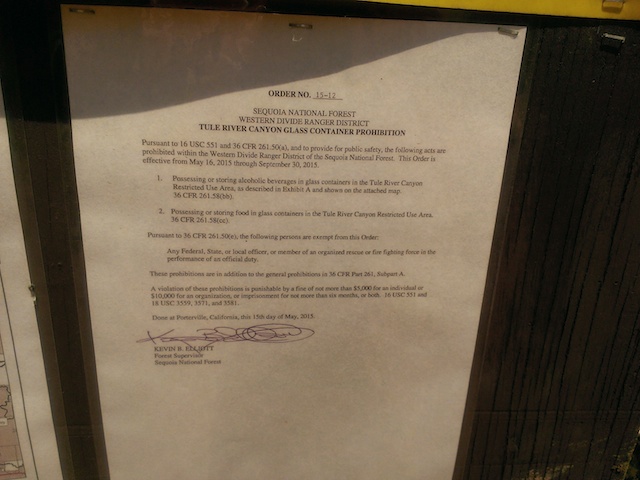 ORDER NO. 15-12
SEQUOIA NATIONAL FOREST
WESTERN DIVIDE RANGER DISTRICT
TULE RIVER CANYON GLASS CONTAINER PROHIBITION
Pursuant to 16 USC 551 and 36 CFR 261.50(a), and to provide for public safety, the following acts are
prohibited within the Western Divide Ranger District of the Sequoia National Forest. This Order is
effective from May 16, 2015 through September 30, 2015.
1. Possessing or storing alcoholic beverages in glass containers in the Tule River Canyon
Restricted Use Area, as described in Exhibit A and shown on the attached map.
36 CFR 261.58(bb).
2. Possessing or storing food in glass containers in the Tule River Canyon Restricted Use Area.
36 CFR 261.58(cc).
Pursuant to 36 CFR 261.50(e), the following persons are exempt from this Order:
Any Federal, State, or local officer, or member of an organized rescue or fire fighting force in the
performance of an official duty.
These prohibitions are in addition to the general prohibitions in 36 CFR Part 261, Subpart A.
A violation of these prohibitions is punishable by a fine of not more than $5,000 for an individual or
$10,000 for an organization, or imprisonment for not more than six months, or both. 16 USC 551 and
18 USC 3559, 3571, and 3581.
Done at Porterville, California, this 15th day of May, 2015.
KEVIN B. ELLIOTT
Forest Supervisor
Sequoia National Forest